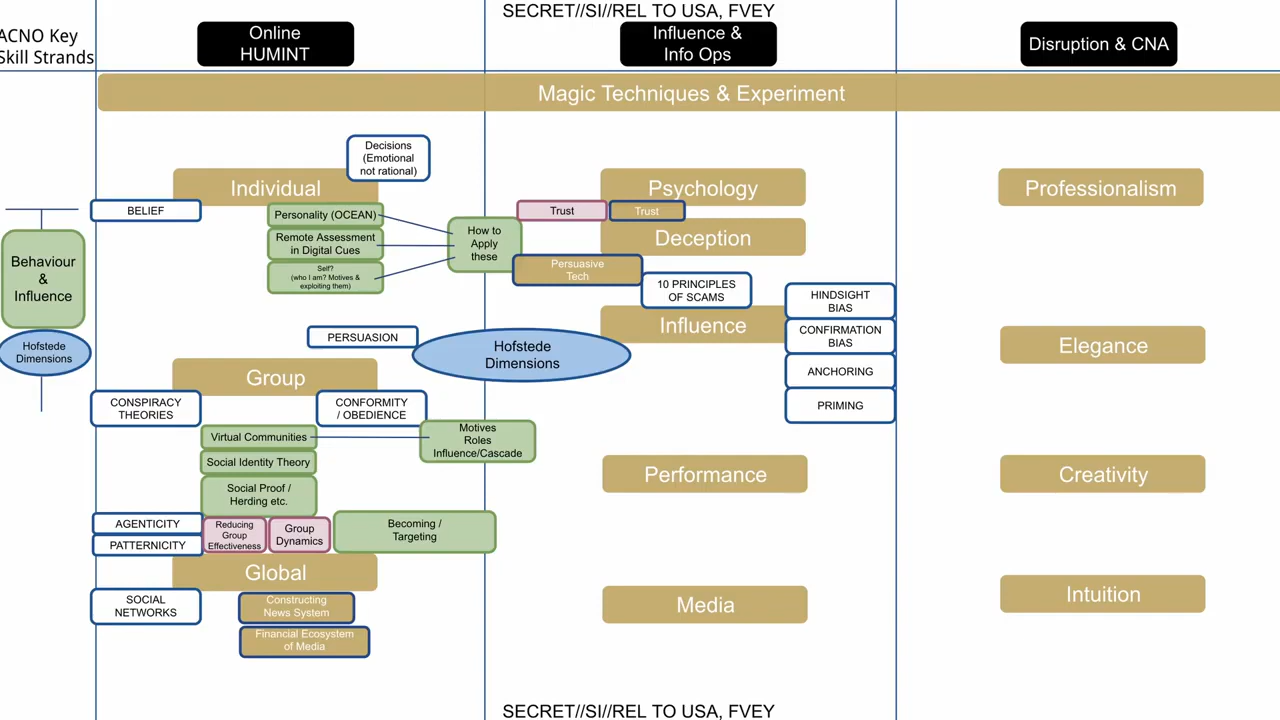 SECRET//SI//REL TO USA, FVEY
ACNO Key
Skill Strands
Online
HUMINT
Influence &
Info Ops
Disruption & CNA
Magic Techniques & Experiment
Decisions
(Emotional
not rational)
Individual
BELIEF
Personality (OCEAN)
Remote Assessment
in Digital Cues
Self?
(who I am? Motives &
exploiting them)
How to
Apply
these
Behaviour
&
Influence
Hofstede
Dimensions
PERSUASION
Group
CONSPIRACY
THEORIES
CONFORMITY
/ OBEDIENCE
Virtual Communities
Motives
Roles
Influence/Cascade
Social Identity Theory
Social Proof /
Herding etc.
AGENTICITY
PATTERNICITY
Reducing
Group
Effectiveness
Group
Dynamics
Becoming /
Targeting
Global
SOCIAL
NETWORKS
Constructing
News System
Financial Ecosystem
of Media
Psychology
Trust
Trust
Deception
Persuasive
Tech
10 PRINCIPLES
OF SCAMS
Influence
HINDSIGHT
BIAS
CONFIRMATION
BIAS
ANCHORING
PRIMING
Hofstede
Dimensions
Performance
Media
Professionalism
Elegance
Creativity
Intuition
SECRET//SI//REL TO USA, FVEY